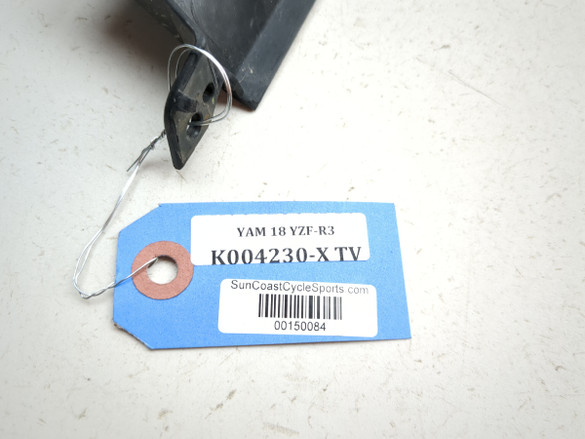 YAM 18 YZF-R3
K004230-X TV
SunCoastCycleSports.com
00150084